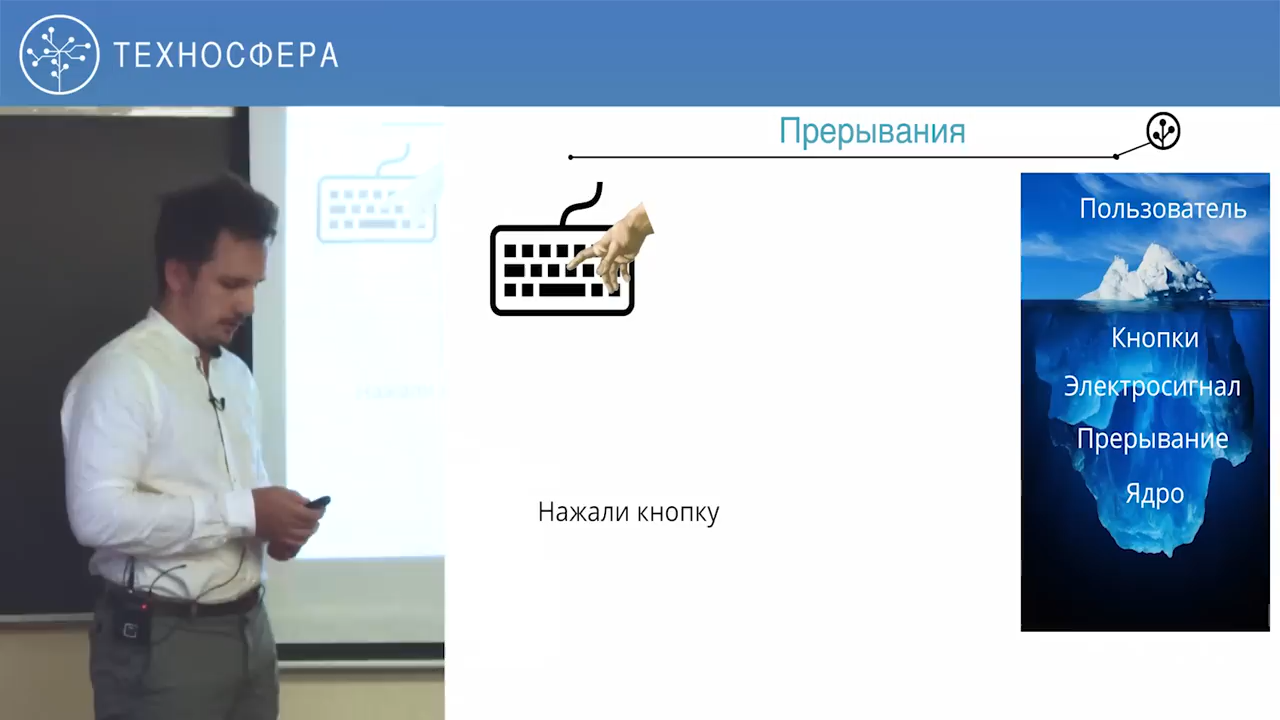 ТЕХНОСФЕРА
Прерывания
Пользователь
Кнопки
Электросигнал
Прерывание
Ядро
Нажали кнопку